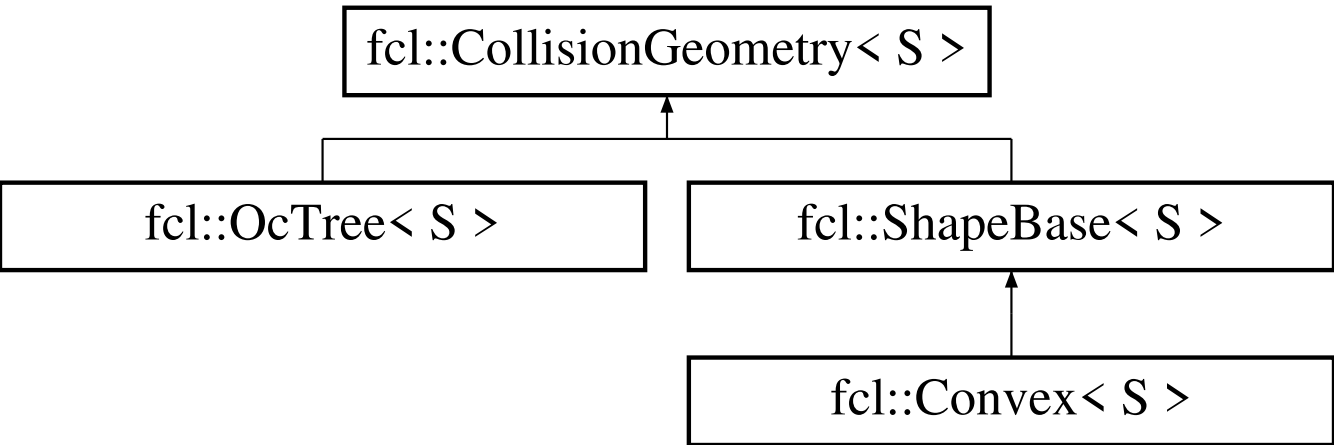 fcl::CollisionGeometry< S >
fcl::OcTree< S >
fcl::ShapeBase< S >
fcl::Convex< S >